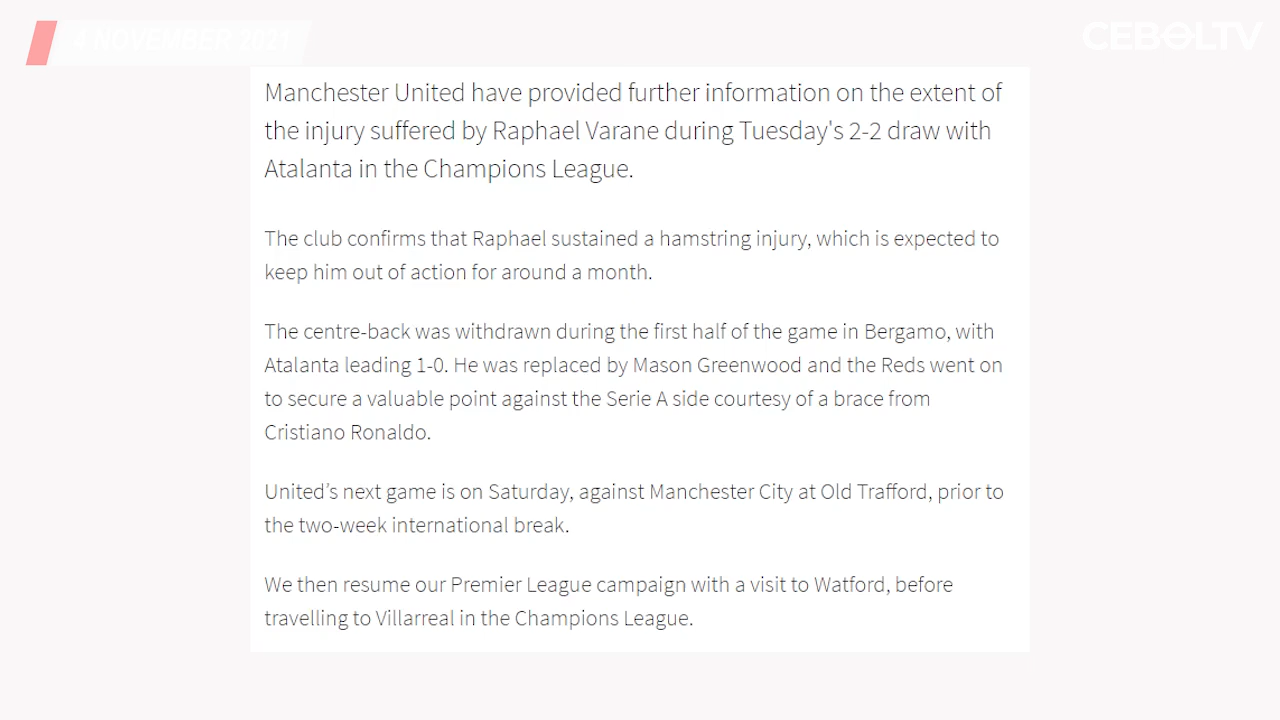 4 NOVEMBER 2021
CEBOLTV
Manchester United have provided further information on the extent of
the injury suffered by Raphael Varane during Tuesday's 2-2 draw with
Atalanta in the Champions League.
The club confirms that Raphael sustained a hamstring injury, which is expected to
keep him out of action for around a month.
The centre-back was withdrawn during the first half of the game in Bergamo, with
Atalanta leading 1-0. He was replaced by Mason Greenwood and the Reds went on
to secure a valuable point against the Serie A side courtesy of a brace from
Cristiano Ronaldo.
United’s next game is on Saturday, against Manchester City at Old Trafford, prior to
the two-week international break.
We then resume our Premier League campaign with a visit to Watford, before
travelling to Villarreal in the Champions League.